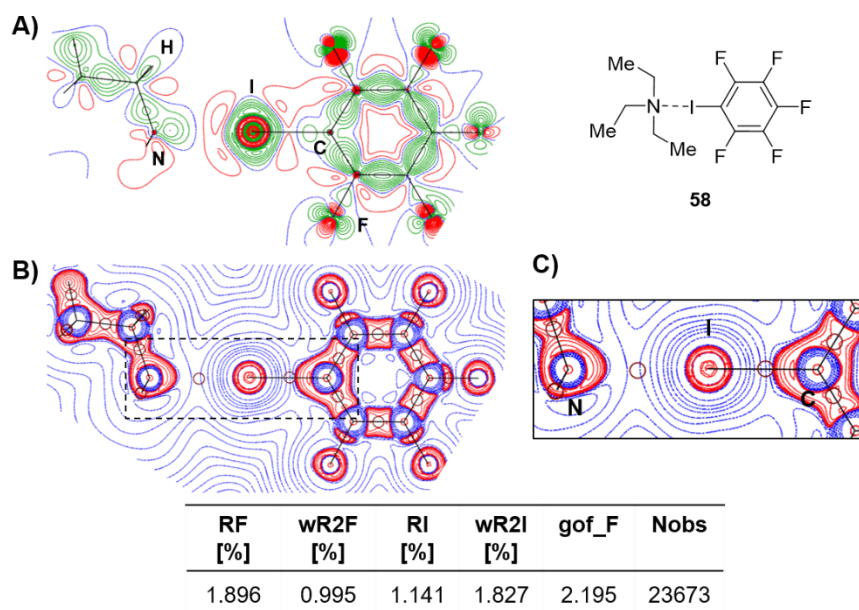 A)
H
I
N
C
F
Me
N
I
F
F
F
F
F
Me
Me
58
B)
C)
I
N
C
RF [%] wR2F [%] RI [%] wR2I [%] gof_F Nobs
1.896 0.995 1.141 1.827 2.195 23673